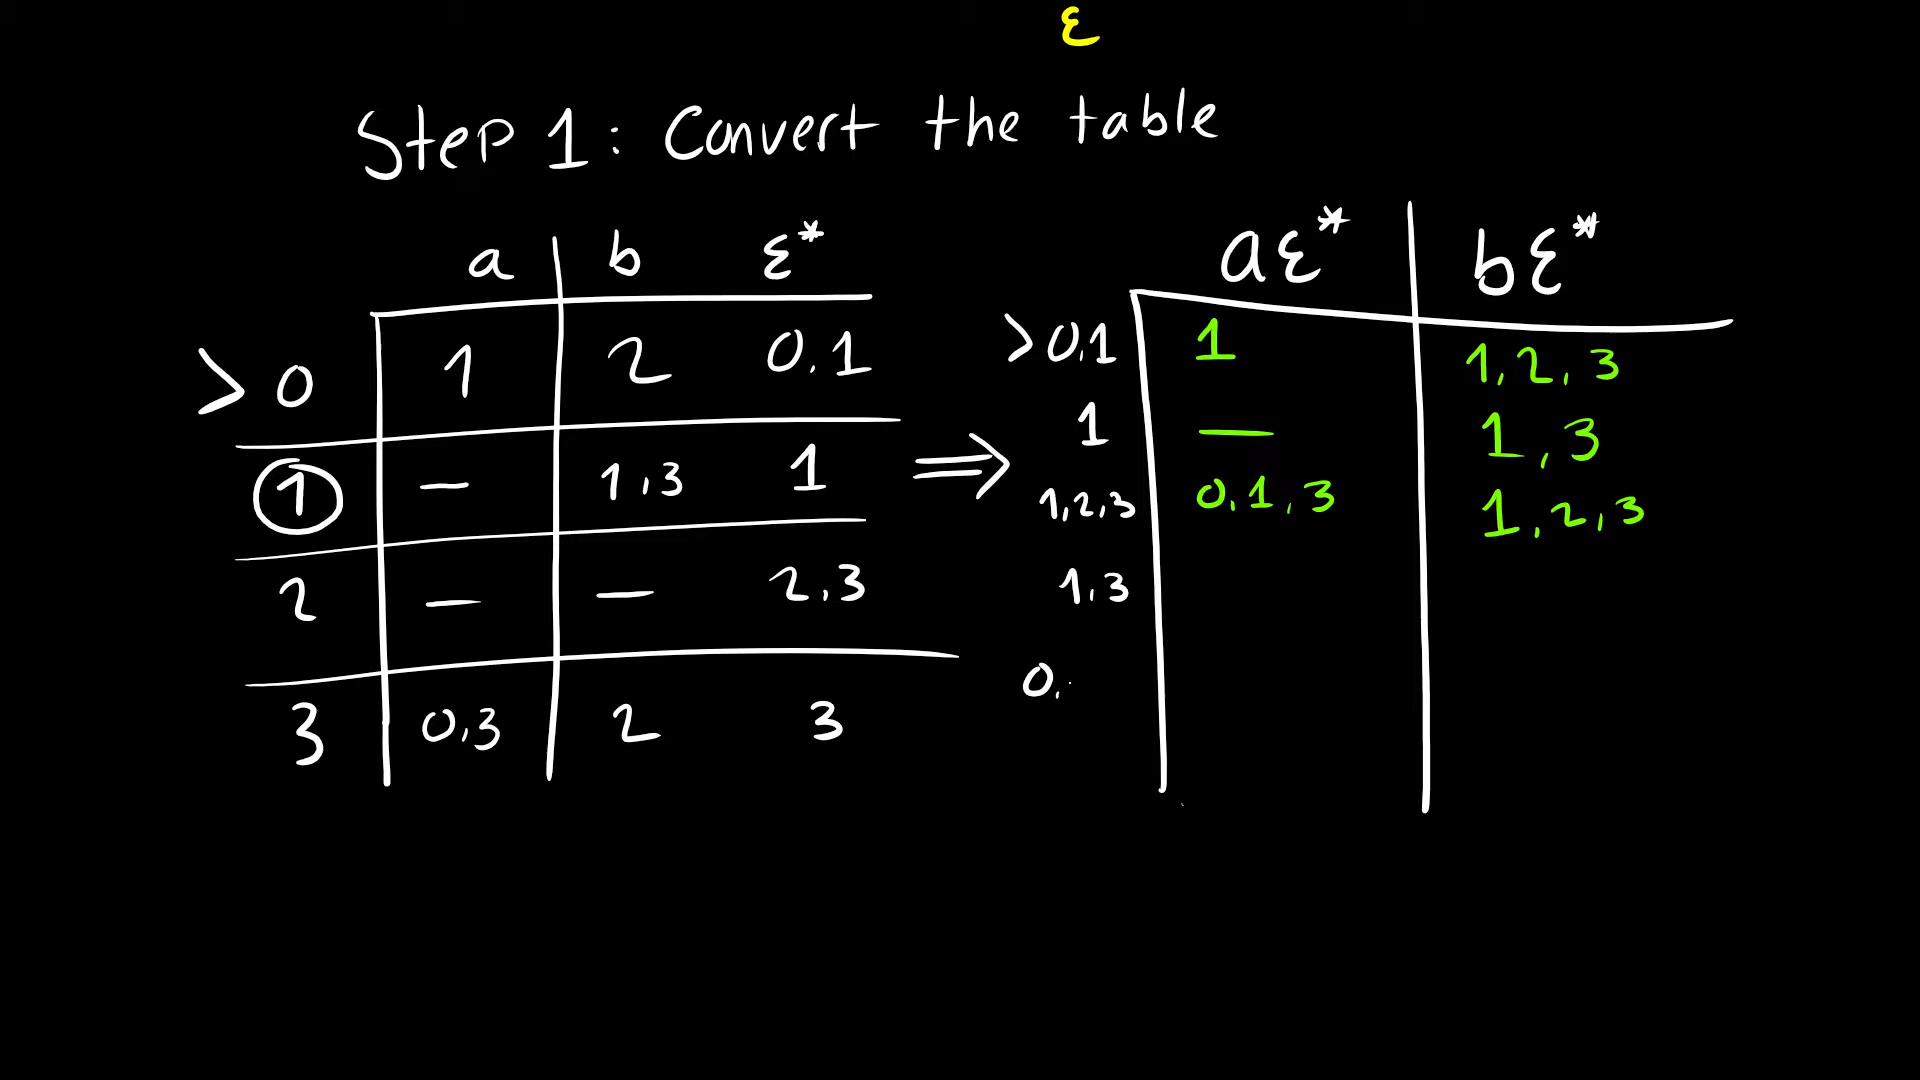 ε
Step 1: Convert the table
a b ε*
>0 1 2 0,1
1 — 1,3 1
2 — — 2,3
3 0,3 2 3
⇒
aε* bε*
>0,1 1 1,2,3
1 — 1,3
1,2,3 0,1,3 1,2,3
1,3
0,